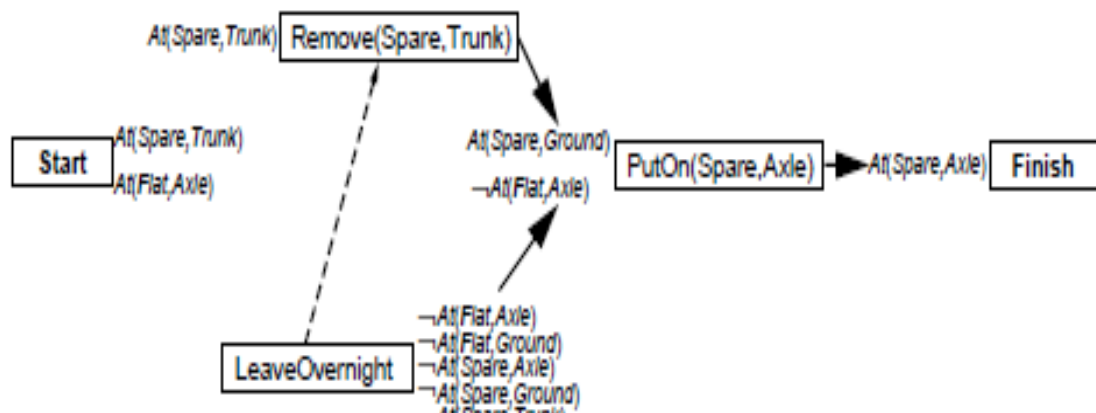 At(Spare,Trunk) Remove(Spare,Trunk)
Start
At(Spare,Trunk)
At(Flat,Axle)
At(Spare,Ground)
¬At(Flat,Axle)
PutOn(Spare,Axle)
At(Spare,Axle) Finish
LeaveOvernight
¬At(Flat,Axle)
¬At(Flat,Ground)
¬At(Spare,Axle)
¬At(Spare,Ground)